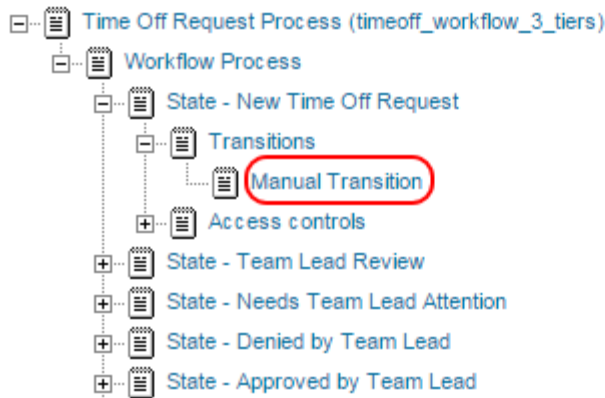 Time Off Request Process (timeoff_workflow_3_tiers)
Workflow Process
State - New Time Off Request
Transitions
Manual Transition
Access controls
State - Team Lead Review
State - Needs Team Lead Attention
State - Denied by Team Lead
State - Approved by Team Lead